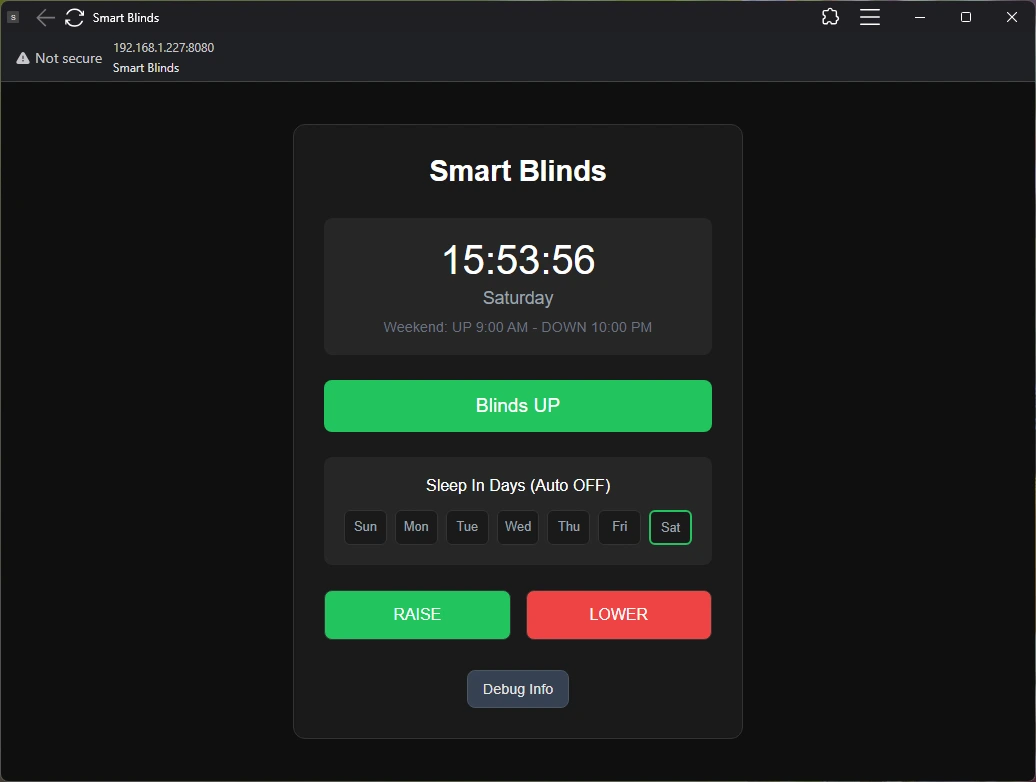 S
Smart Blinds
Not secure
192.168.1.227:8080
Smart Blinds
Smart Blinds
15:53:56
Saturday
Weekend: UP 9:00 AM - DOWN 10:00 PM
Blinds UP
Sleep In Days (Auto OFF)
Sun Mon Tue Wed Thu Fri Sat
RAISE LOWER
Debug Info